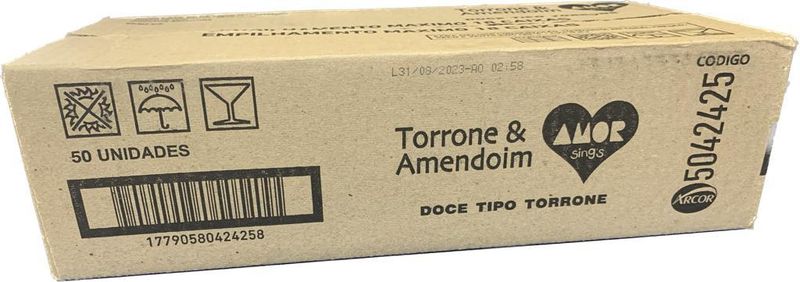 EMPILHAMENTO MAXIMO
L31/08/2023-A0 02:58
CODIGO
5042425
ARCOR
50 UNIDADES
Torrone &
Amendoim
AMOR
sings
DOCE TIPO TORRONE
17790580424258